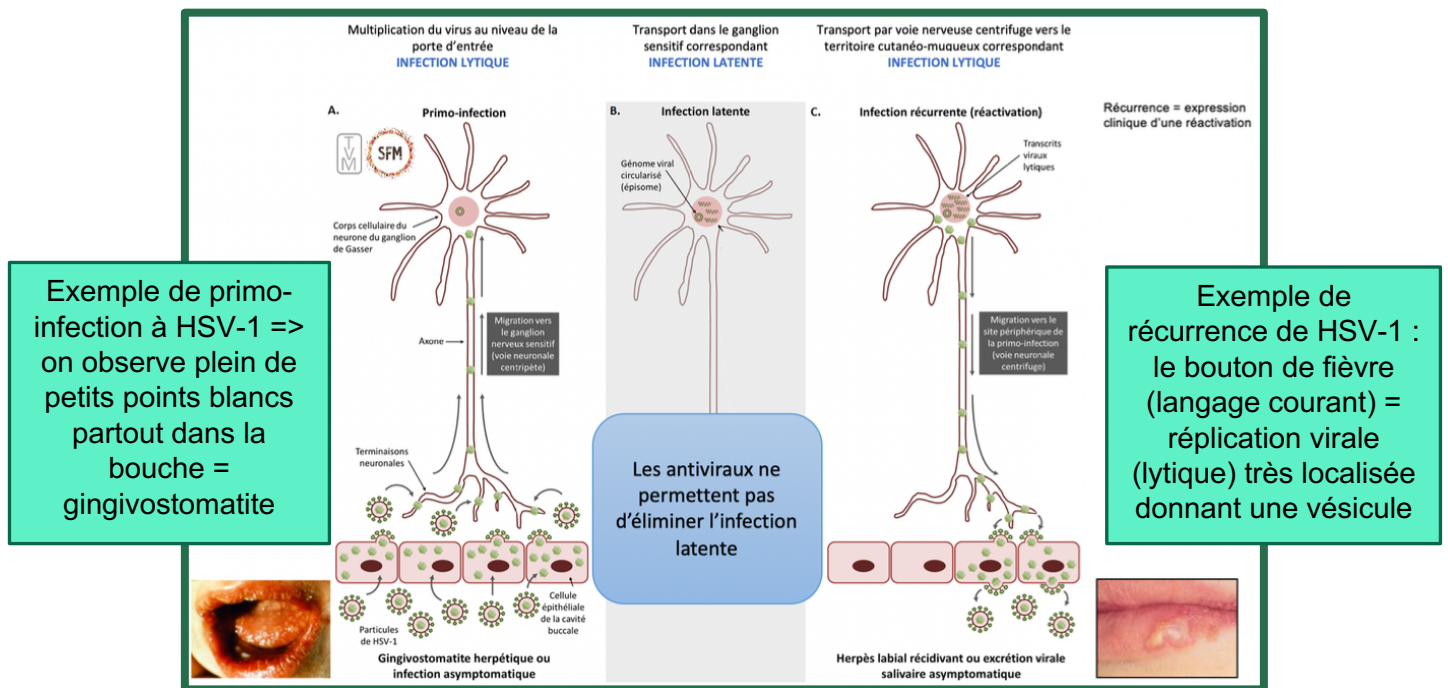 Multiplication du virus au niveau de la
porte d'entrée
INFECTION LYTIQUE
Transport dans le ganglion
sensitif correspondant
INFECTION LATENTE
Transport par voie nerveuse centrifuge vers le
territoire cutanéo-muqueux correspondant
INFECTION LYTIQUE
A.
Primo-infection
B.
Infection latente
C.
Infection récurrente (réactivation)
Récurrence = expression
clinique d'une réactivation
TVM
SFM
Corps cellulaire du
neurone du ganglion
de Gasser
Génome viral
circularisé
(épisome)
Transcrits
viraux
lytiques
Exemple de primo-
infection à HSV-1 =>
on observe plein de
petits points blancs
partout dans la
bouche =
gingivostomatite
Axone
Migration vers
le ganglion
nerveux sensitif
(voie neuronale
centripète)
Migration vers le
site périphérique de
la primo-infection
(voie neuronale
centrifuge)
Exemple de
récurrence de HSV-1 :
le bouton de fièvre
(langage courant) =
réplication virale
(lytique) très localisée
donnant une vésicule
Terminaisons
neuronales
Les antiviraux ne
permettent pas
d'éliminer l'infection
latente
Particules
de HSV-1
Cellule
épithéliale
de la cavité
buccale
Gingivostomatite herpétique ou
infection asymptomatique
Herpès labial récidivant ou excrétion virale
salivaire asymptomatique